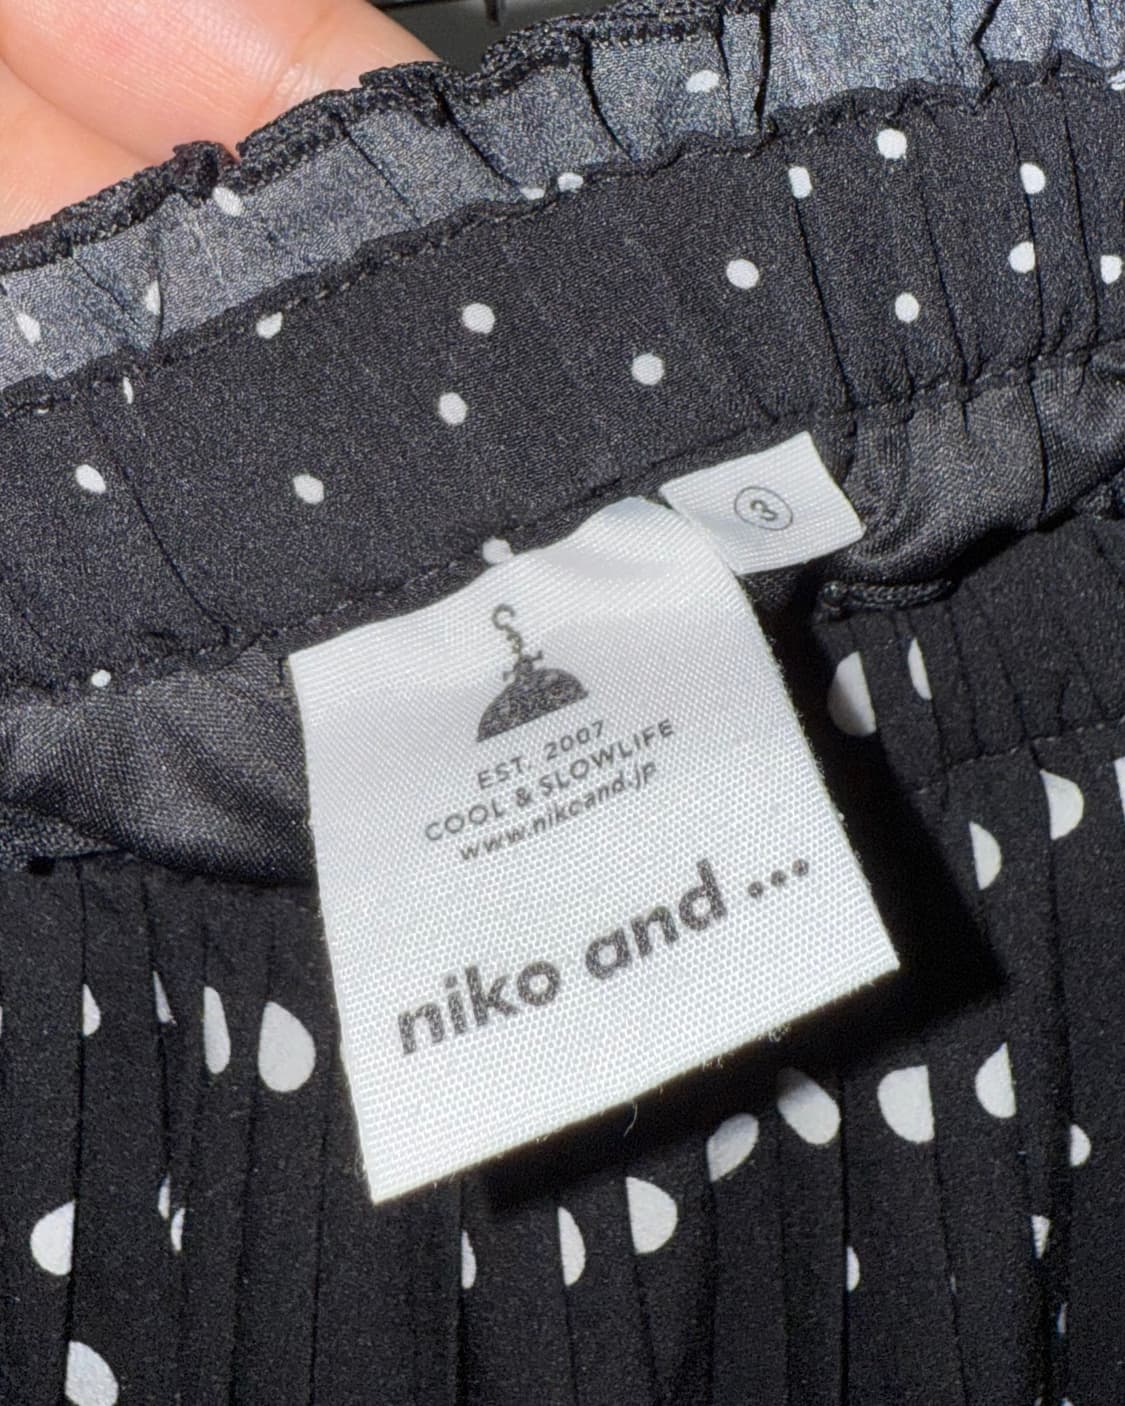 ③
EST. 2007
COOL & SLOWLIFE
www.nikoand.jp
niko and ...